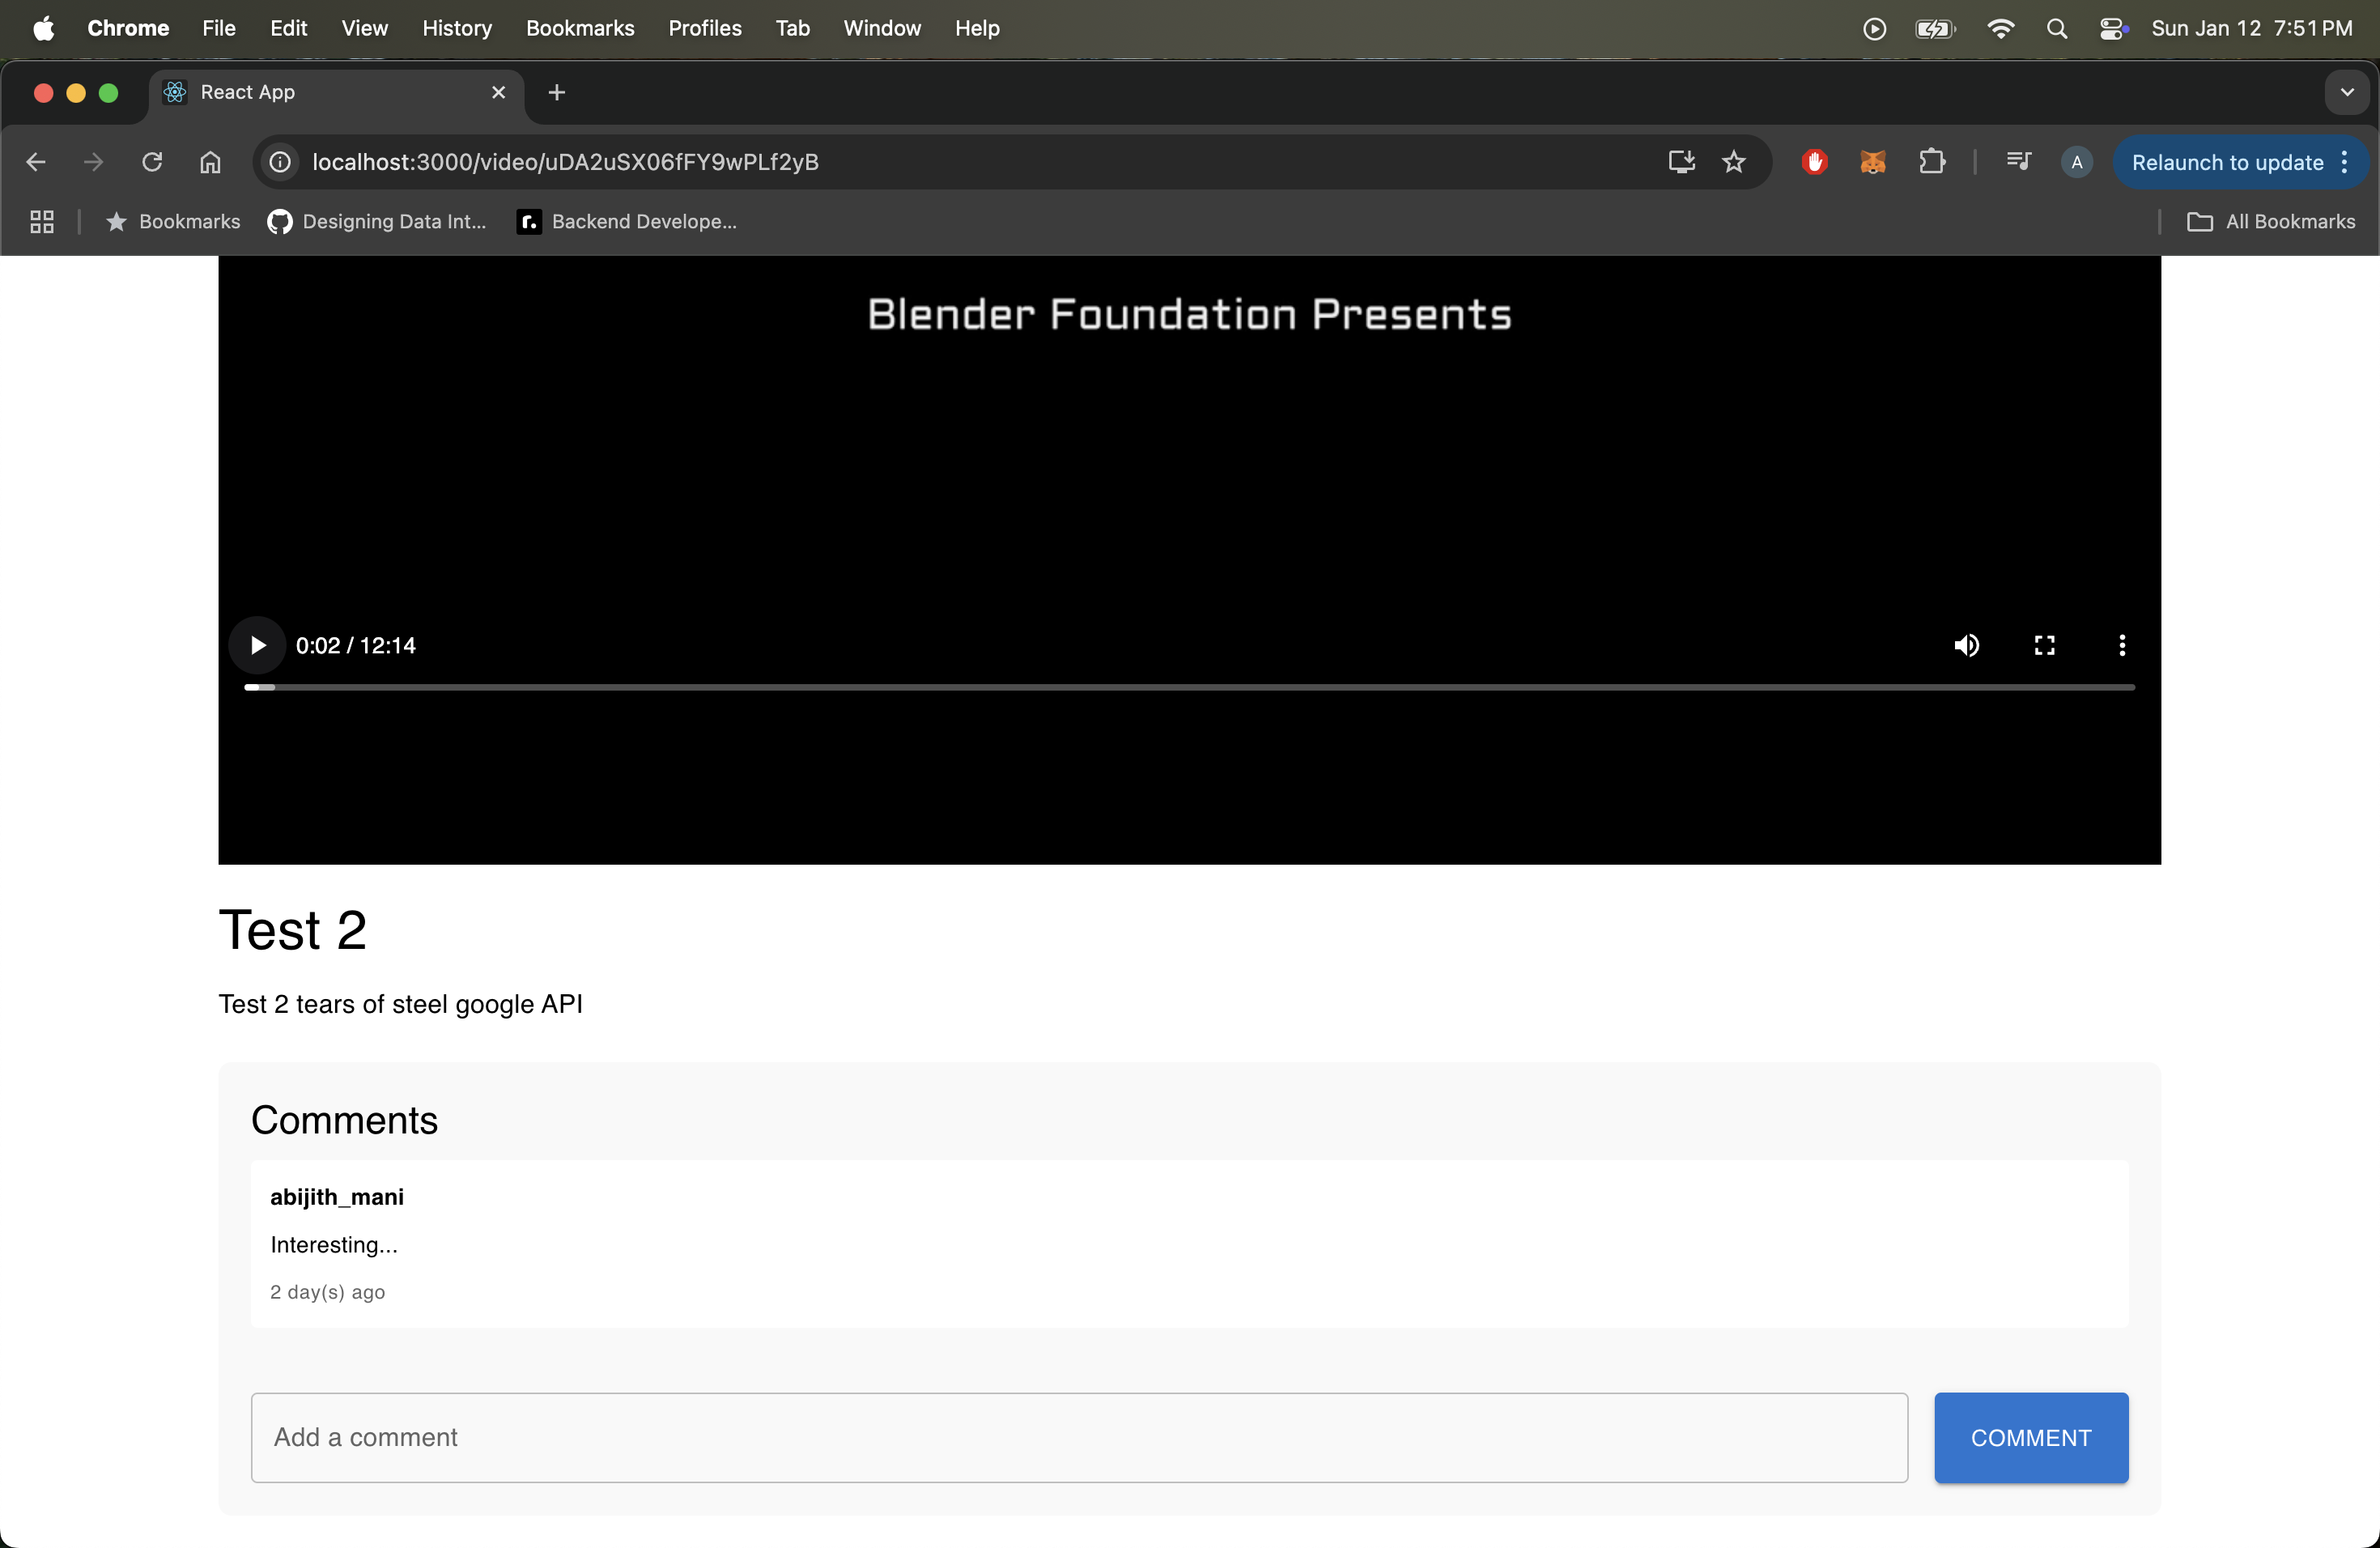 Chrome File Edit View History Bookmarks Profiles Tab Window Help Sun Jan 12 7:51 PM
React App
localhost:3000/video/uDA2uSX06fFY9wPLf2yB A Relaunch to update
Bookmarks Designing Data Int... r. Backend Develope... All Bookmarks
Blender Foundation Presents
0:02 / 12:14
Test 2
Test 2 tears of steel google API
Comments
abijith_mani
Interesting...
2 day(s) ago
Add a comment COMMENT